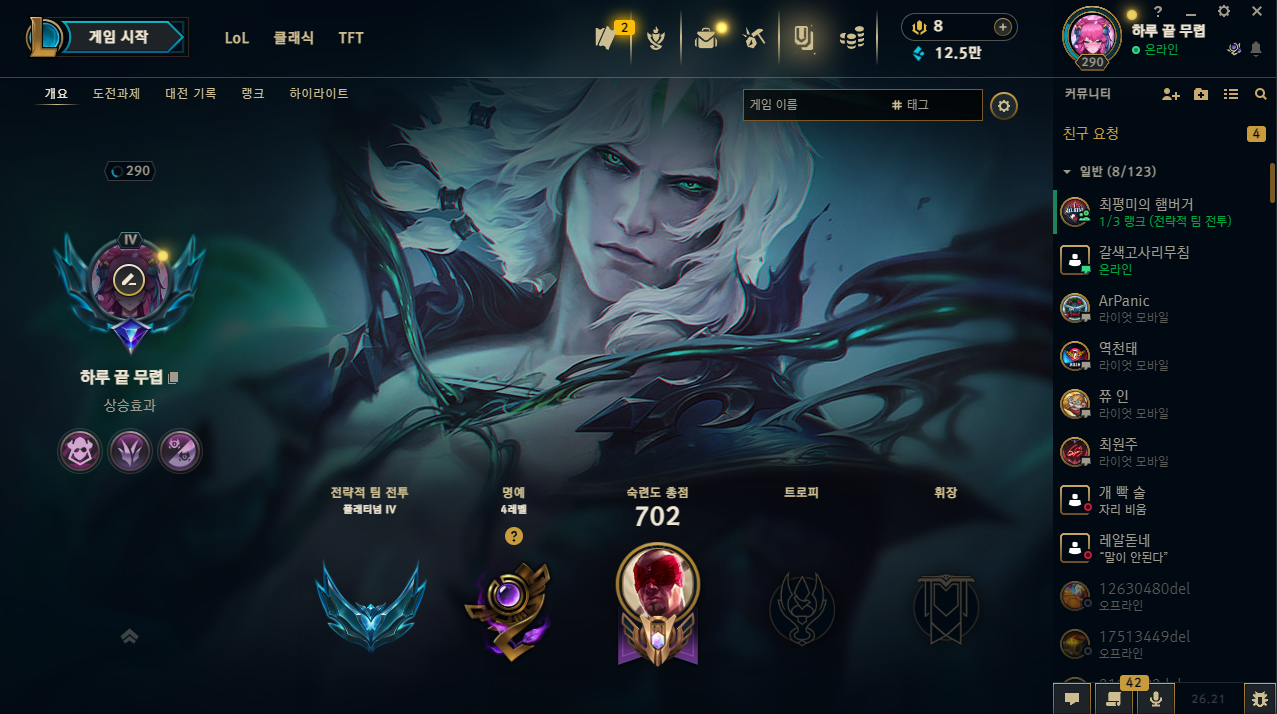 게임 시작
LoL
클래식
TFT
2
8
12.5만
?
하루 끝 무렵
온라인
290
개요
도전과제
대전 기록
랭크
하이라이트
게임 이름
# 태그
커뮤니티
친구 요청
4
일반 (8/123)
290
IV
하루 끝 무렵
상승효과
최평미의 햄버거
1/3 랭크 (전략적 팀 전투)
갈색고사리무침
온라인
ArPanic
라이엇 모바일
역천태
라이엇 모바일
쮸 인
라이엇 모바일
최원주
라이엇 모바일
개 빡 술
자리 비움
레알돋네
“말이 안된다”
12630480del
오프라인
17513449del
오프라인
전략적 팀 전투
플래티넘 IV
명예
4레벨
?
숙련도 총점
702
트로피
휘장
42
26.21